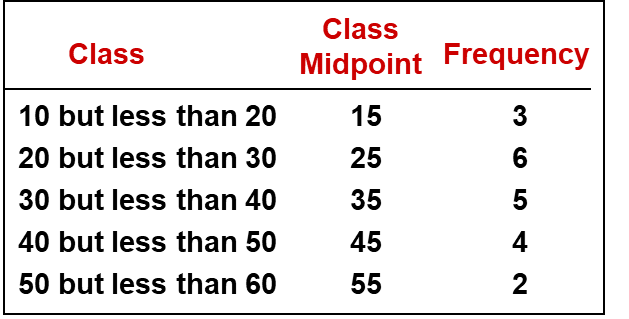 Class Class Midpoint Frequency
10 but less than 20 15 3
20 but less than 30 25 6
30 but less than 40 35 5
40 but less than 50 45 4
50 but less than 60 55 2